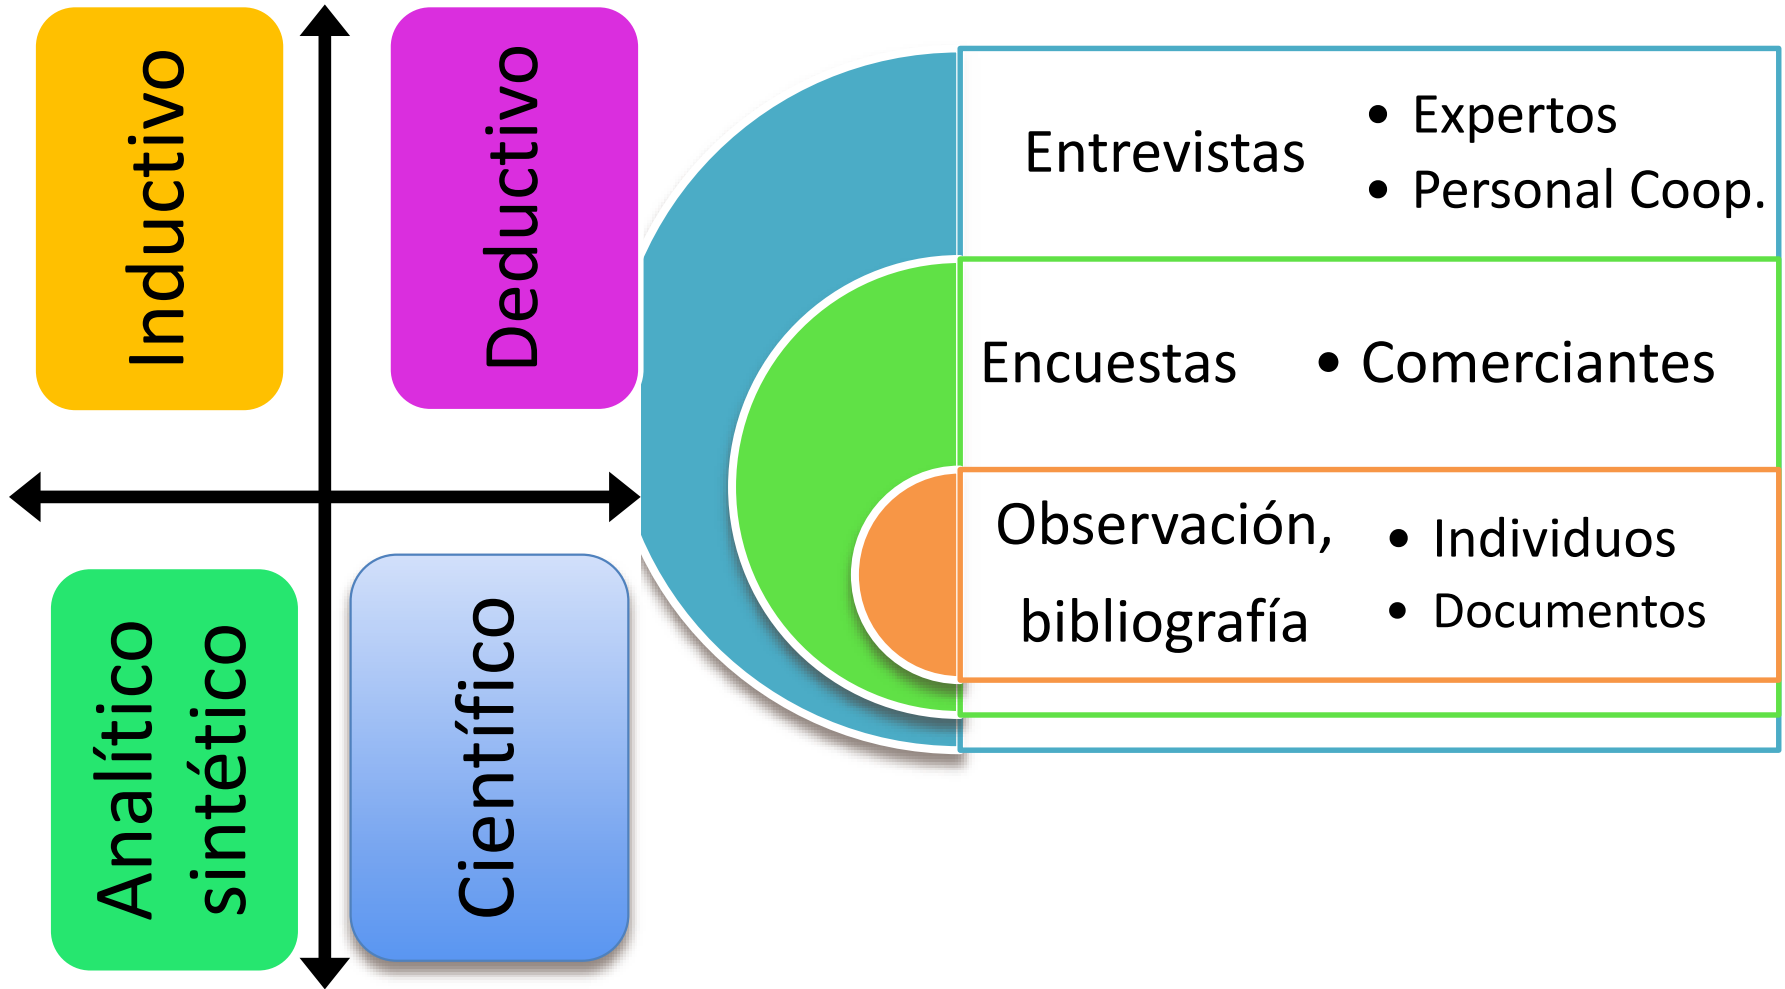 Inductivo
Deductivo
Analítico
sintético
Científico
Entrevistas
• Expertos
• Personal Coop.
Encuestas
• Comerciantes
Observación,
bibliografía
• Individuos
• Documentos